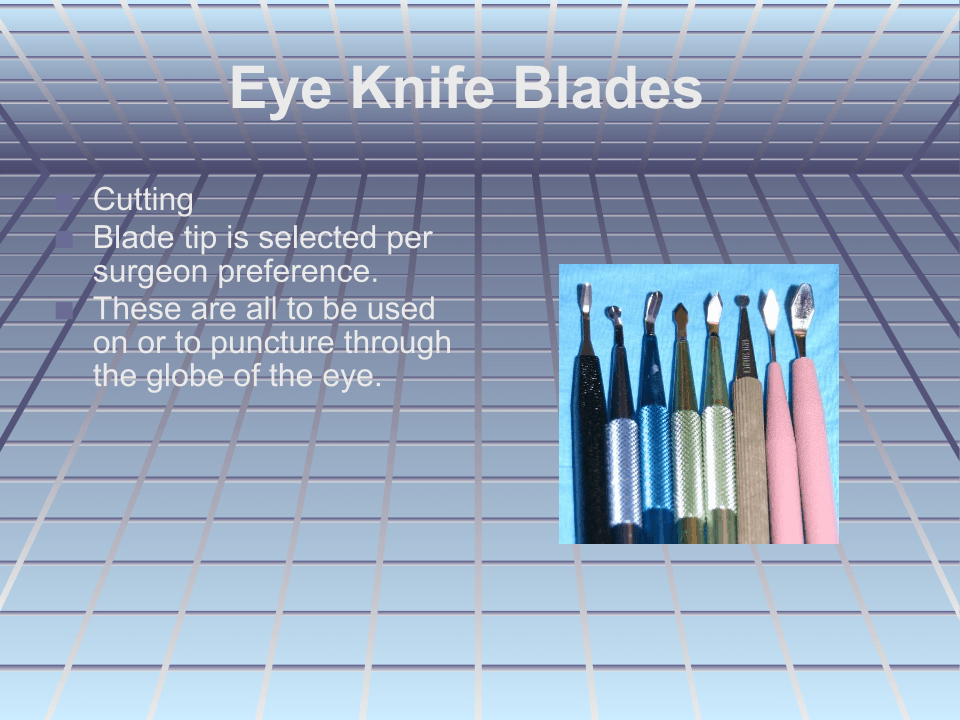 Eye Knife Blades
Cutting
Blade tip is selected per
surgeon preference.
These are all to be used
on or to puncture through
the globe of the eye.